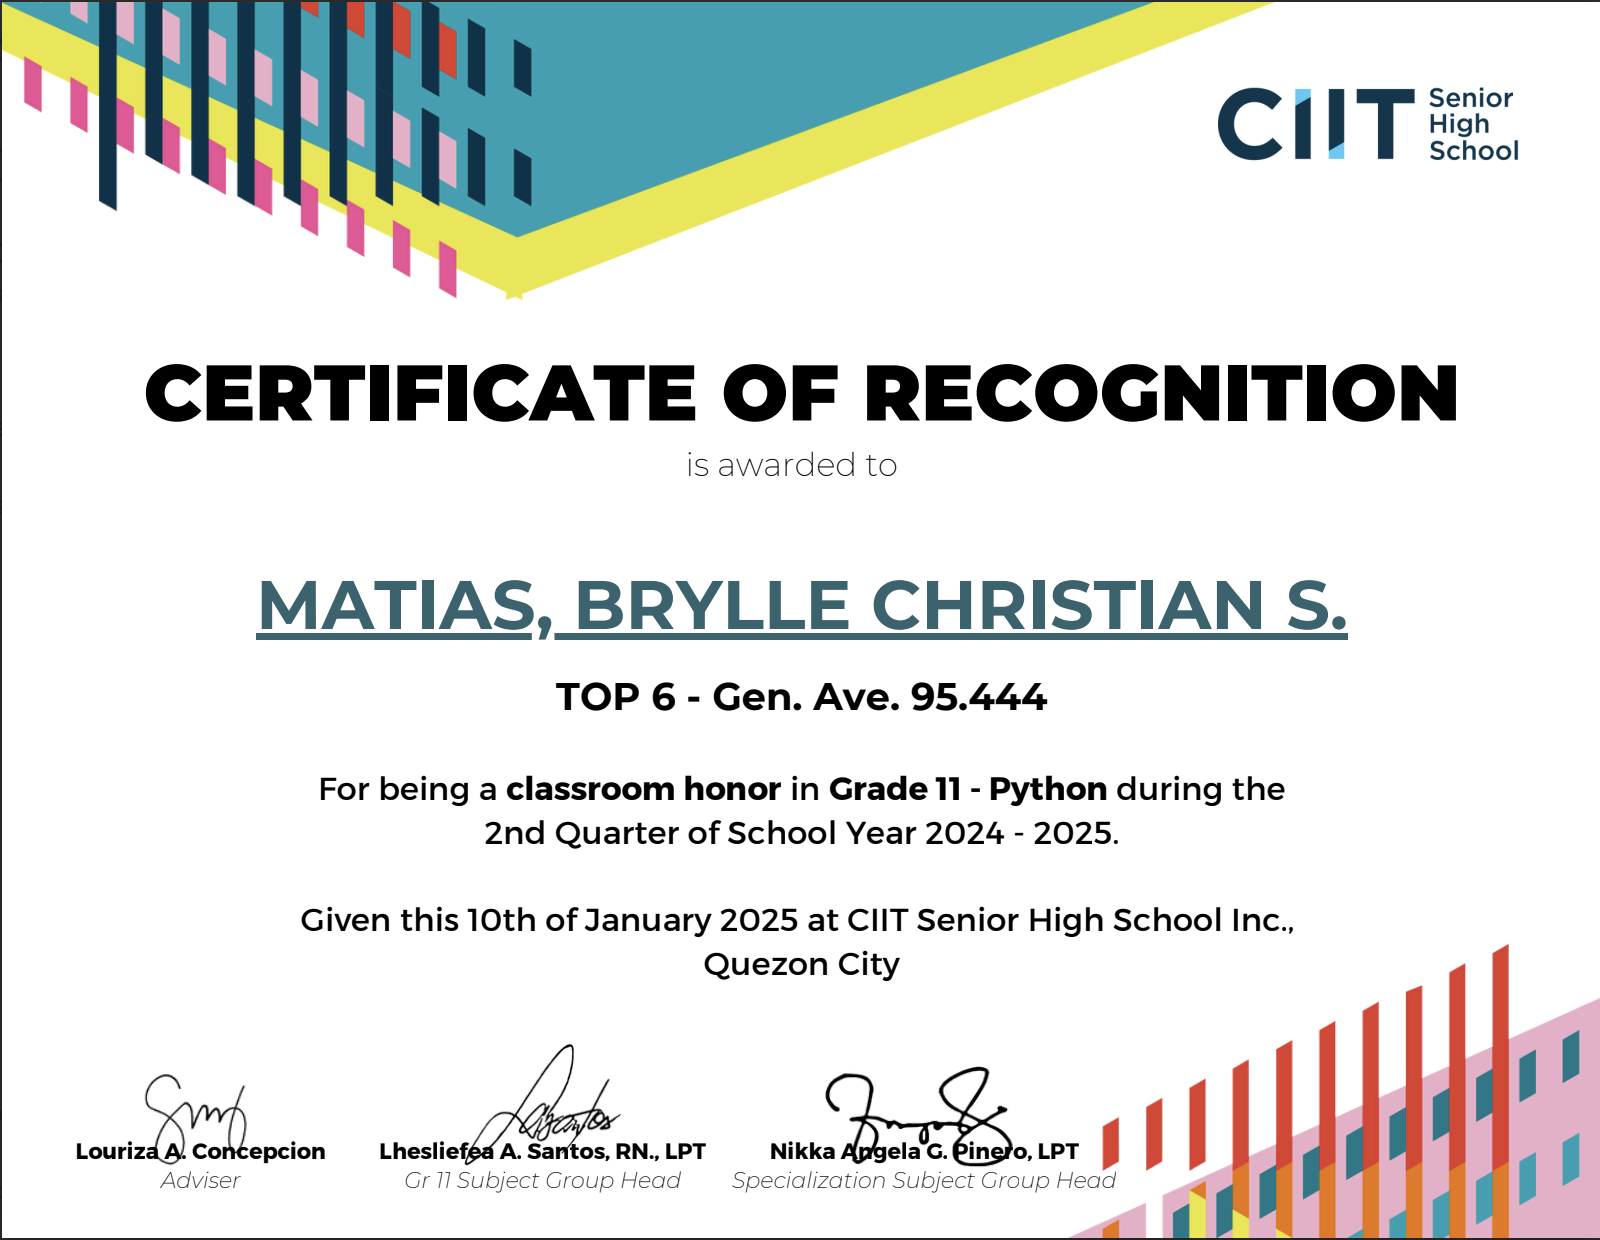 CIIT Senior
High
School
CERTIFICATE OF RECOGNITION
is awarded to
MATIAS, BRYLLE CHRISTIAN S.
TOP 6 - Gen. Ave. 95.444
For being a classroom honor in Grade 11 - Python during the
2nd Quarter of School Year 2024 - 2025.
Given this 10th of January 2025 at CIIT Senior High School Inc.,
Quezon City
Louriza A. Concepcion
Adviser
Lhesliefea A. Santos, RN., LPT
Gr 11 Subject Group Head
Nikka Angela G. Pinero, LPT
Specialization Subject Group Head